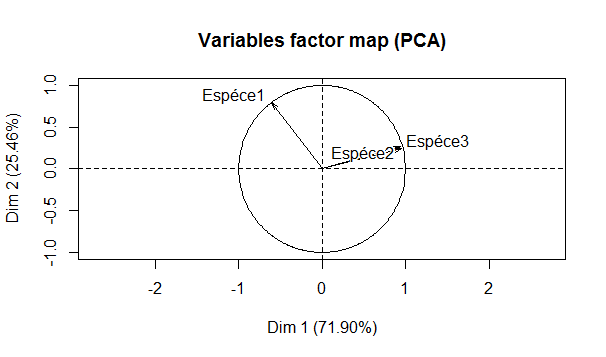 Variables factor map (PCA)
Dim 2 (25.46%)
1.0
0.5
0.0
-0.5
-1.0
Espéce1
Espéce2
Espéce3
-2
-1
0
1
2
Dim 1 (71.90%)